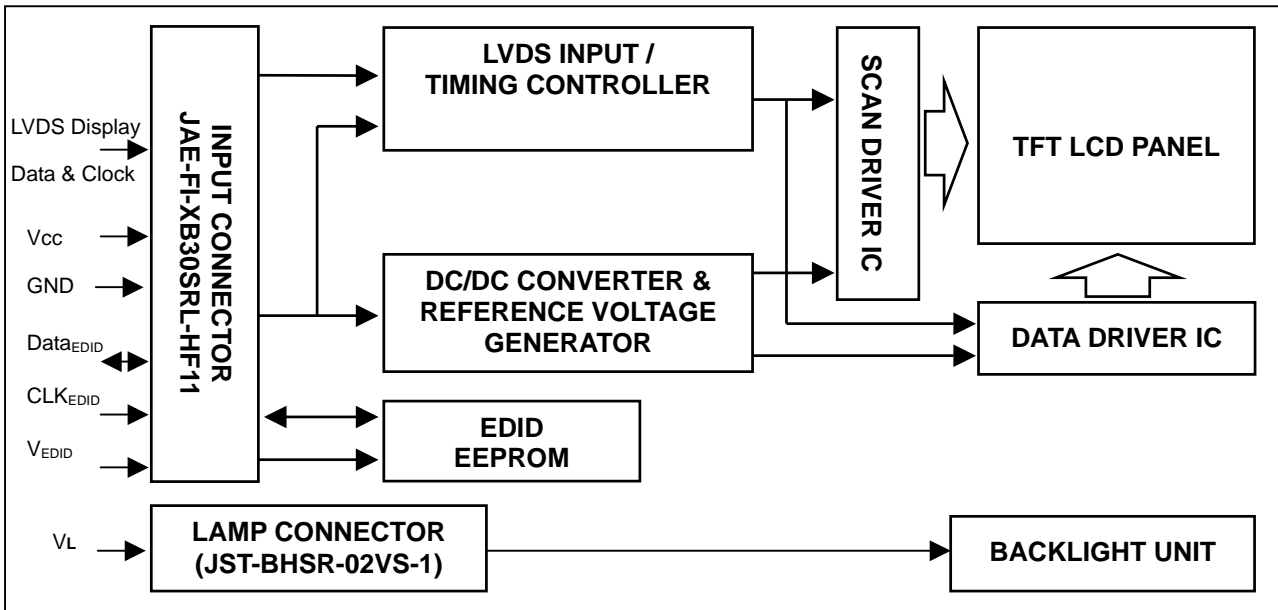 LVDS Display
Data & Clock
Vcc
GND
DataEDID
CLKEDID
VEDID
VL
INPUT CONNECTOR
JAE-FI-XB30SRL-HF11
LVDS INPUT /
TIMING CONTROLLER
DC/DC CONVERTER &
REFERENCE VOLTAGE
GENERATOR
EDID
EEPROM
SCAN DRIVER IC
TFT LCD PANEL
DATA DRIVER IC
LAMP CONNECTOR
(JST-BHSR-02VS-1)
BACKLIGHT UNIT